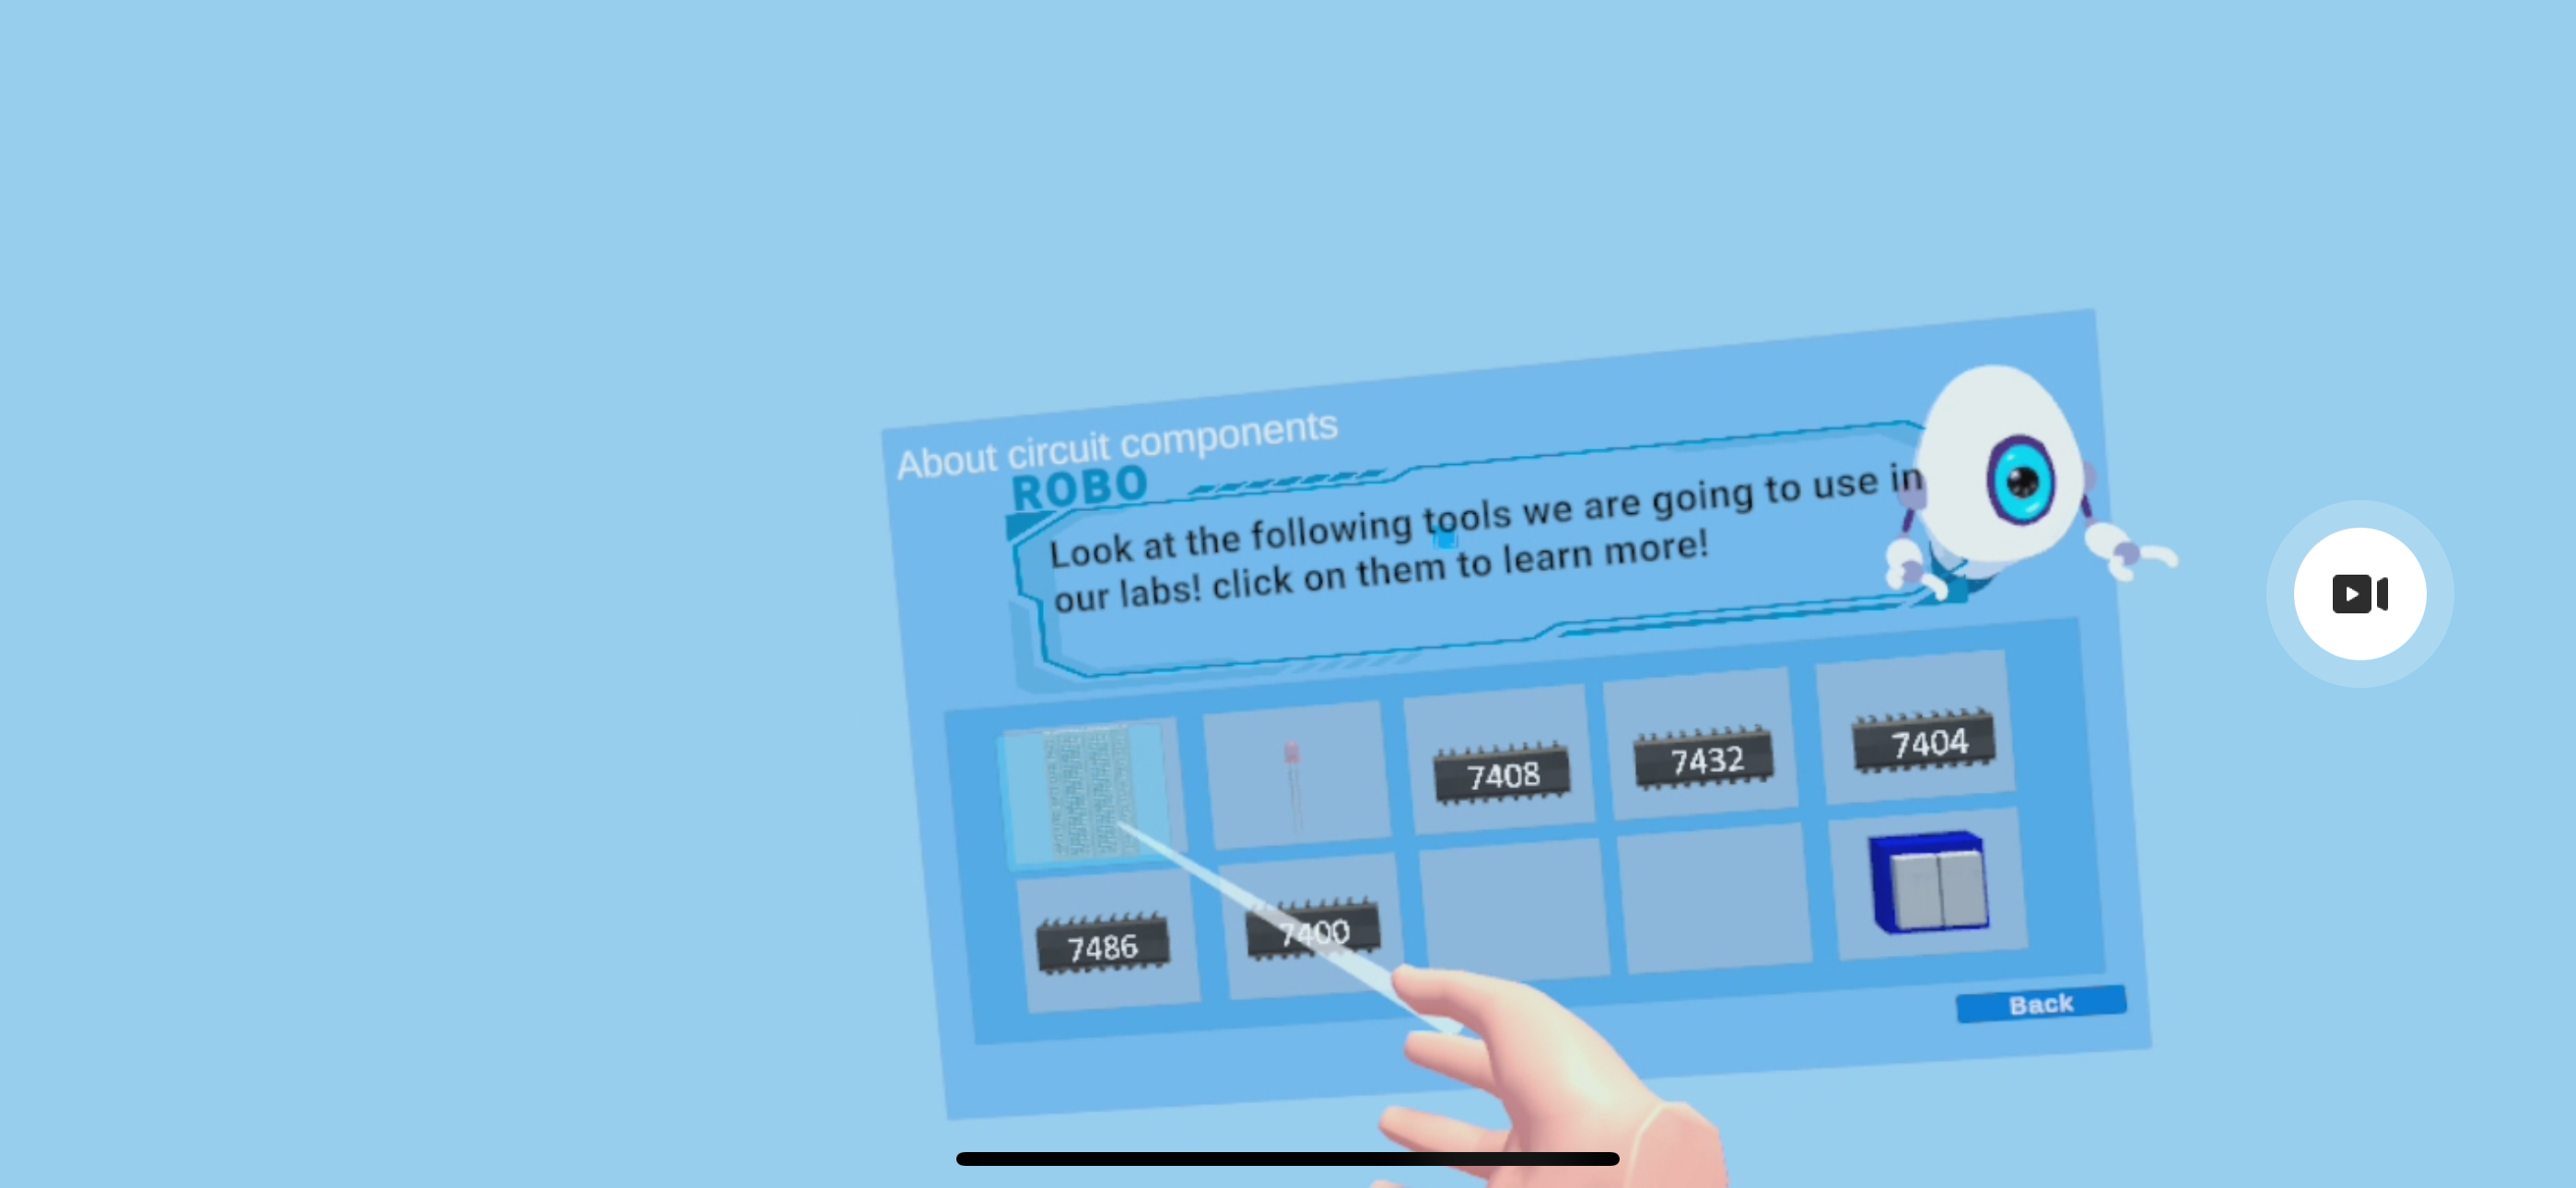 About circuit components
ROBO
Look at the following tools we are going to use in
our labs! click on them to learn more!
7408
7432
7404
7486
7400
Back